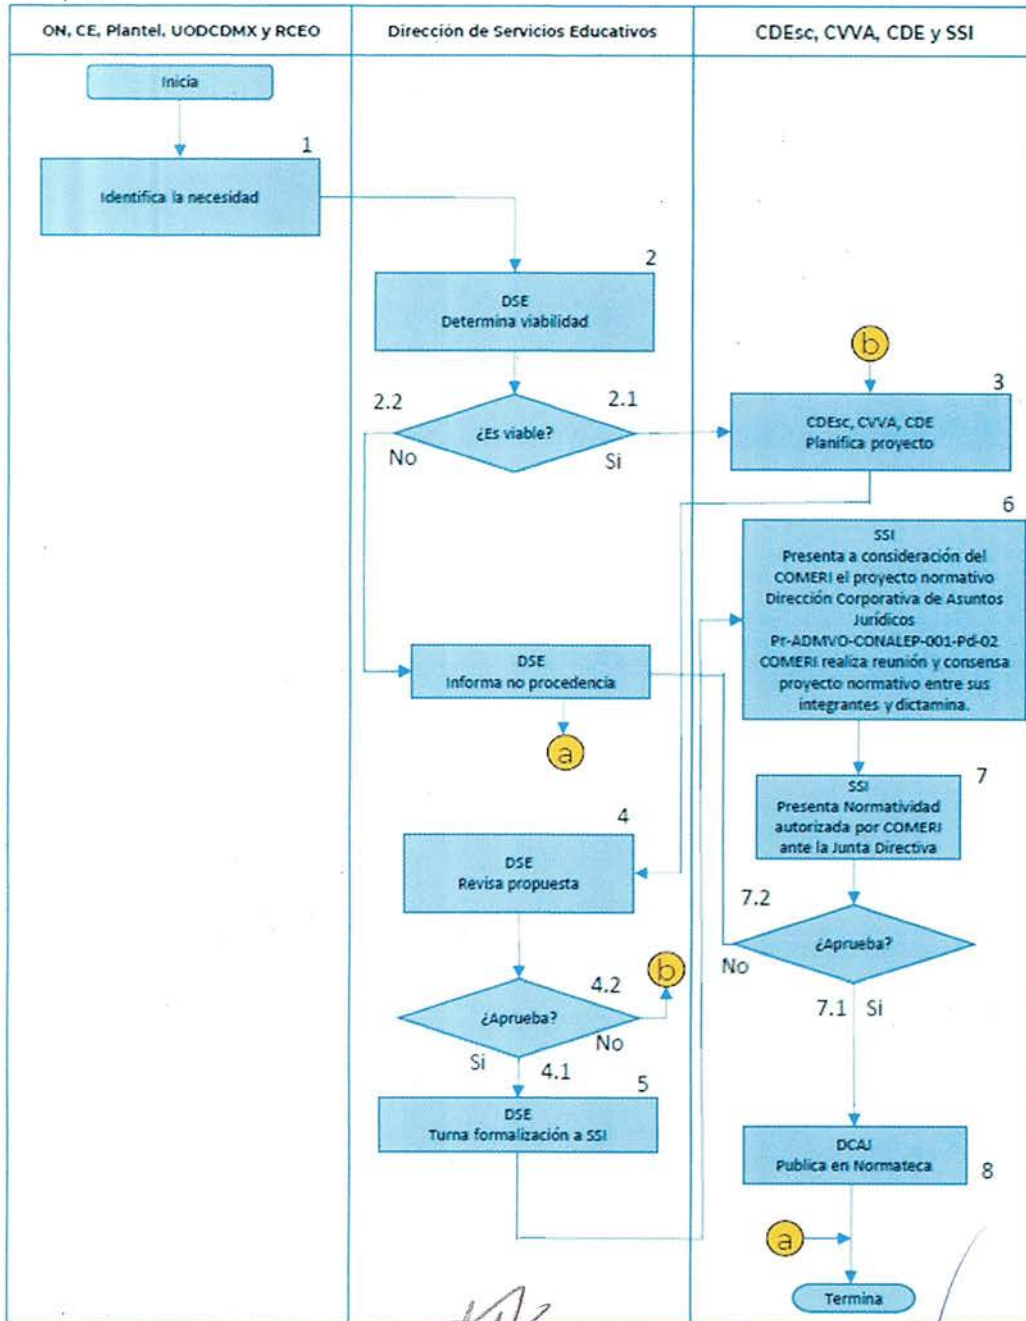 ON, CE, Plantel, UODCDMX y RCEO
Dirección de Servicios Educativos
CDEsc, CVVA, CDE y SSI
Inicia
1
Identifica la necesidad
2
DSE
Determina viabilidad
b
2.2
2.1
¿Es viable?
No
Si
3
CDEsc, CVVA, CDE
Planifica proyecto
6
SSI
Presenta a consideración del
COMERI el proyecto normativo
Dirección Corporativa de Asuntos
Jurídicos
Pr-ADMVO-CONALEP-001-Pd-02
COMERI realiza reunión y consensa
proyecto normativo entre sus
integrantes y dictamina.
DSE
Informa no procedencia
a
7
SSI
Presenta Normatividad
autorizada por COMERI
ante la Junta Directiva
4
DSE
Revisa propuesta
7.2
¿Aprueba?
No
7.1
Si
b
4.2
¿Aprueba?
No
Si
4.1
5
DSE
Turna formalización a SSI
DCAJ
Publica en Normateca
8
a
Termina